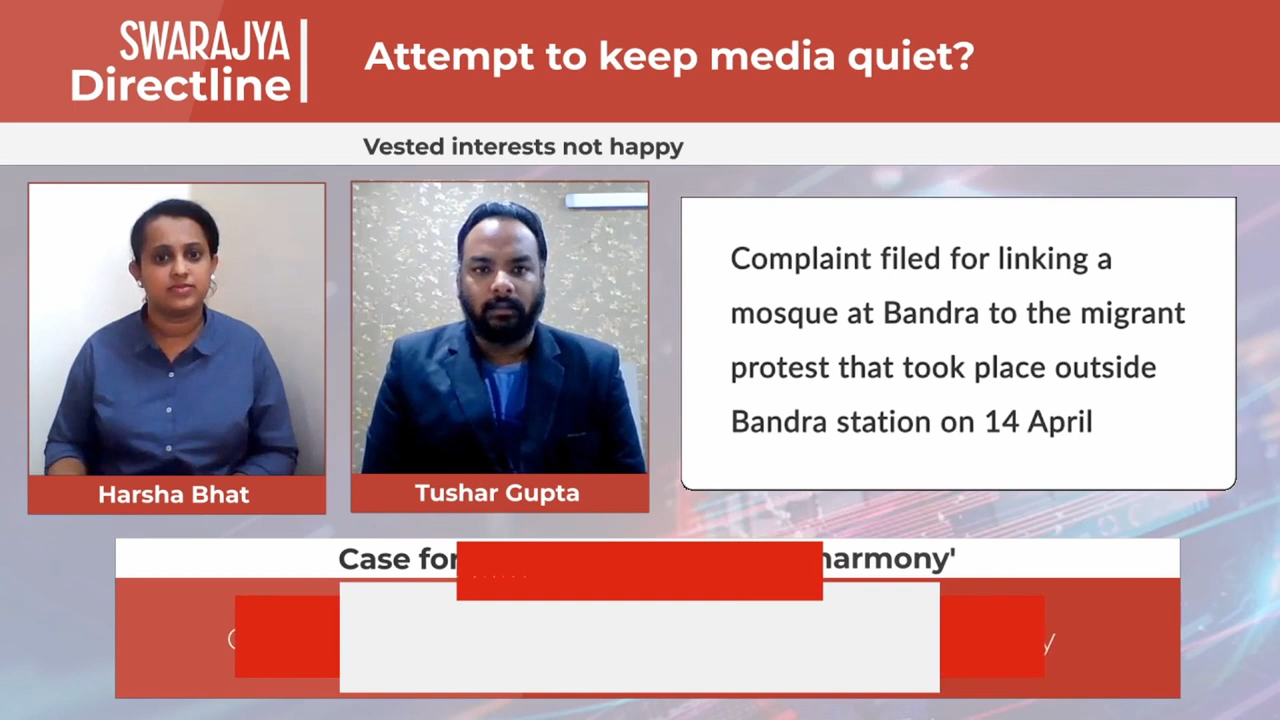 SWARAJYA
Directline
Attempt to keep media quiet?
Vested interests not happy
Complaint filed for linking a
mosque at Bandra to the migrant
protest that took place outside
Bandra station on 14 April
Harsha Bhat
Tushar Gupta
Case for harmony'